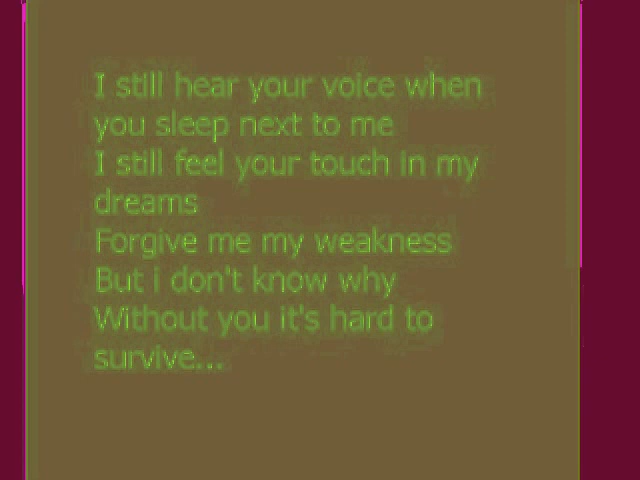 I still hear your voice when
you sleep next to me
I still feel your touch in my
dreams
Forgive me my weakness
But i don't know why
Without you it's hard to
survive...